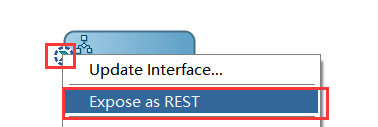 Update Interface...
Expose as REST